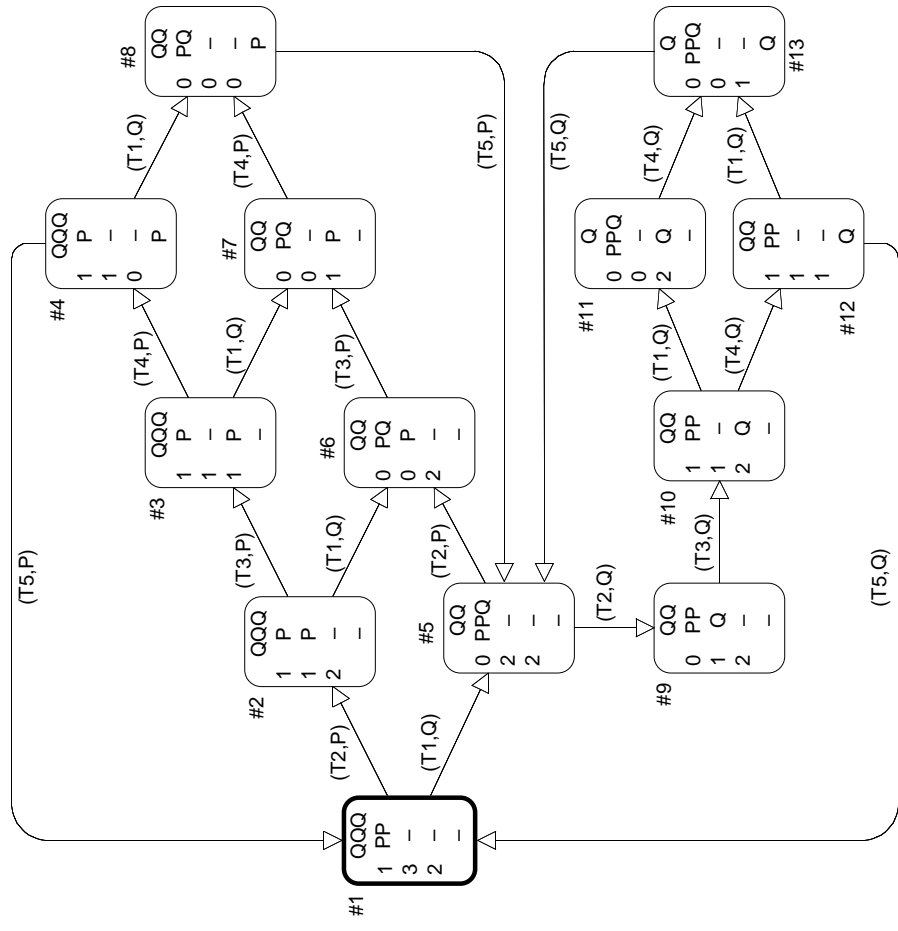 #1
QQQ
1 PP
3 –
2 –
–
(T2,P)
(T1,Q)
#2
QQQ
1 P
1 P
2 –
–
(T3,P)
(T1,Q)
#3
QQQ
1 P
1 –
1 P
–
(T4,P)
(T1,Q)
#4
QQQ
1 P
1 –
0 –
P
(T1,Q)
(T5,P)
#5
QQ
0 PPQ
2 –
2 –
–
(T2,P)
(T2,Q)
#6
QQ
0 PQ
0 P
2 –
–
(T3,P)
#7
QQ
0 PQ
0 –
1 P
–
(T4,P)
#8
QQ
0 PQ
0 –
0 –
P
(T5,P)
#9
QQ
0 PP
1 Q
2 –
–
(T3,Q)
#10
QQ
1 PP
1 –
2 Q
–
(T1,Q)
(T4,Q)
#11
Q
0 PPQ
0 –
2 Q
–
(T4,Q)
#12
QQ
1 PP
1 –
1 –
Q
(T1,Q)
(T5,Q)
#13
Q
0 PPQ
0 –
1 –
Q
(T5,Q)